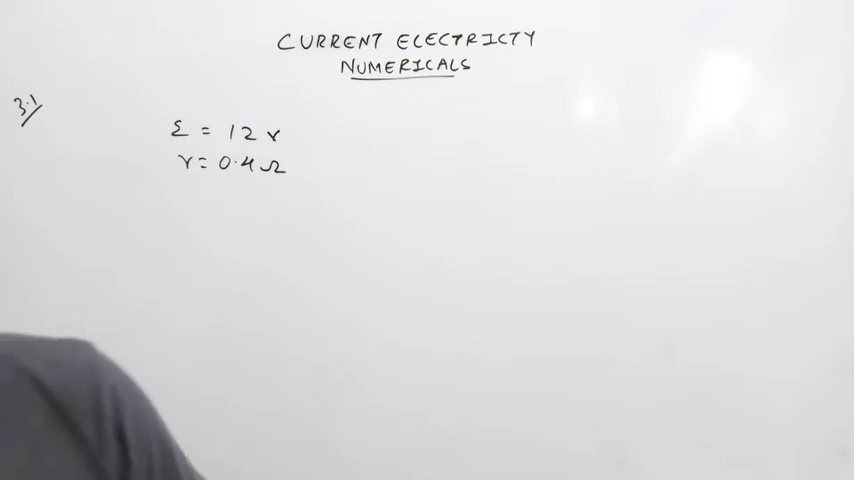 CURRENT ELECTRICTY
NUMERICALS
3.1
Ɛ = 12 v
r = 0.4 Ω